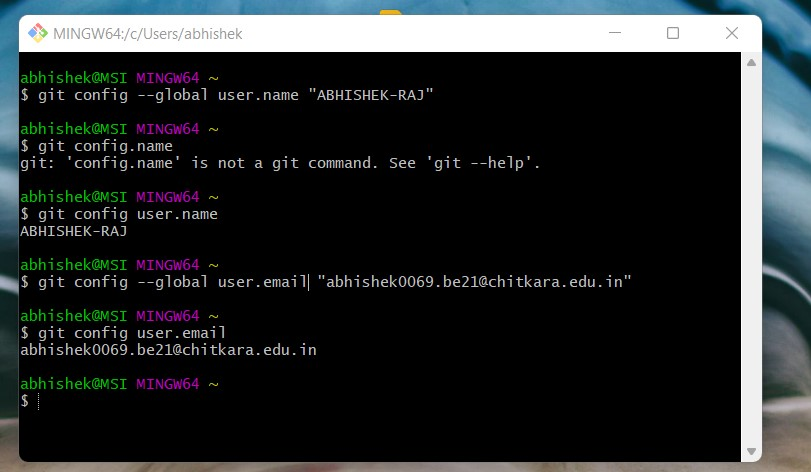 MINGW64:/c/Users/abhishek
abhishek@MSI MINGW64 ~
$ git config --global user.name "ABHISHEK-RAJ"
abhishek@MSI MINGW64 ~
$ git config.name
git: 'config.name' is not a git command. See 'git --help'.
abhishek@MSI MINGW64 ~
$ git config user.name
ABHISHEK-RAJ
abhishek@MSI MINGW64 ~
$ git config --global user.email "abhishek0069.be21@chitkara.edu.in"
abhishek@MSI MINGW64 ~
$ git config user.email
abhishek0069.be21@chitkara.edu.in
abhishek@MSI MINGW64 ~
$